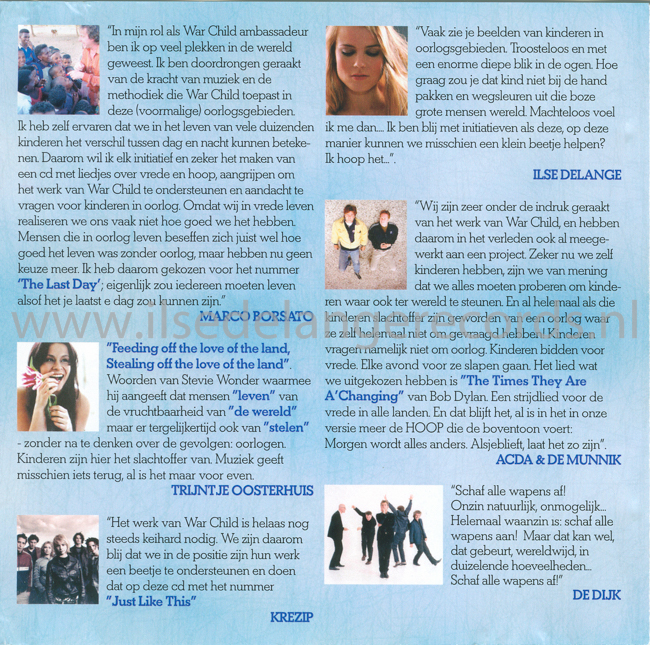 “In mijn rol als War Child ambassadeur
ben ik op veel plekken in de wereld
geweest. Ik ben doordrongen geraakt
van de kracht van muziek en de
methodiek die War Child toepast in
deze (voormalige) oorlogsgebieden.
Ik heb zelf ervaren dat we in het leven van vele duizenden
kinderen het verschil tussen dag en nacht kunnen beteke-
nen. Daarom wil ik elk initiatief en zeker het maken van
een cd met liedjes over vrede en hoop, aangrijpen om
het werk van War Child te ondersteunen en aandacht te
vragen voor kinderen in oorlog. Omdat wij in vrede leven
realiseren we ons vaak niet hoe goed we het hebben.
Mensen die in oorlog leven beseffen zich juist wel hoe
goed het leven was zonder oorlog, maar hebben nu geen
keuze meer. Ik heb daarom gekozen voor het nummer
‘The Last Day’; eigenlijk zou iedereen moeten leven
alsof het je laatst e dag zou kunnen zijn.”
MARCO BORSATO
“Feeding off the love of the land,
Stealing off the love of the land”.
Woorden van Stevie Wonder waarmee
hij aangeeft dat mensen “leven” van
de vruchtbaarheid van “de wereld”
maar er tergelijkertijd ook van “stelen”
- zonder na te denken over de gevolgen: oorlogen.
Kinderen zijn hier het slachtoffer van. Muziek geeft
misschien iets terug, al is het maar voor even.
TRIJNTJE OOSTERHUIS
“Het werk van War Child is helaas nog
steeds keihard nodig. We zijn daarom
blij dat we in de positie zijn hun werk
een beetje te ondersteunen en doen
dat op deze cd met het nummer
“Just Like This”
KREZIP
“Vaak zie je beelden van kinderen in
oorlogsgebieden. Troosteloos en met
een enorme diepe blik in de ogen. Hoe
graag zou je dat kind niet bij de hand
pakken en wegsleuren uit die boze
grote mensen wereld. Machteloos voel
ik me dan.... Ik ben blij met initiatieven als deze, op deze
manier kunnen we misschien een klein beetje helpen?
Ik hoop het...”.
ILSE DELANGE
“Wij zijn zeer onder de indruk geraakt
van het werk van War Child, en hebben
daarom in het verleden ook al meege-
werkt aan een project. Zeker nu we zelf
kinderen hebben, zijn we van mening
dat we alles moeten proberen om kinde-
ren waar ook ter wereld te steunen. En al helemaal als die
kinderen slachtoffer zijn geworden van een oorlog waar
ze zelf helemaal niet om gevraagd hebben! Kinderen
vragen namelijk niet om oorlog. Kinderen bidden voor
vrede. Elke avond voor ze slapen gaan. Het lied wat
we uitgekozen hebben is “The Times They Are
A’Changing” van Bob Dylan. Een strijdlied voor de
vrede in alle landen. En dat blijft het, al is in het in onze
versie meer de HOOP die de boventoon voert:
Morgen wordt alles anders. Alsjeblieft, laat het zo zijn”.
ACDA & DE MUNNIK
“Schaf alle wapens af!
Onzin natuurlijk, onmogelijk...
Helemaal waanzin is: schaf alle
wapens aan! Maar dat kan wel,
dat gebeurt, wereldwijd, in
duizelende hoeveelheden...
Schaf alle wapens af!”
DE DIJK
www.ilsedelangerecords.nl